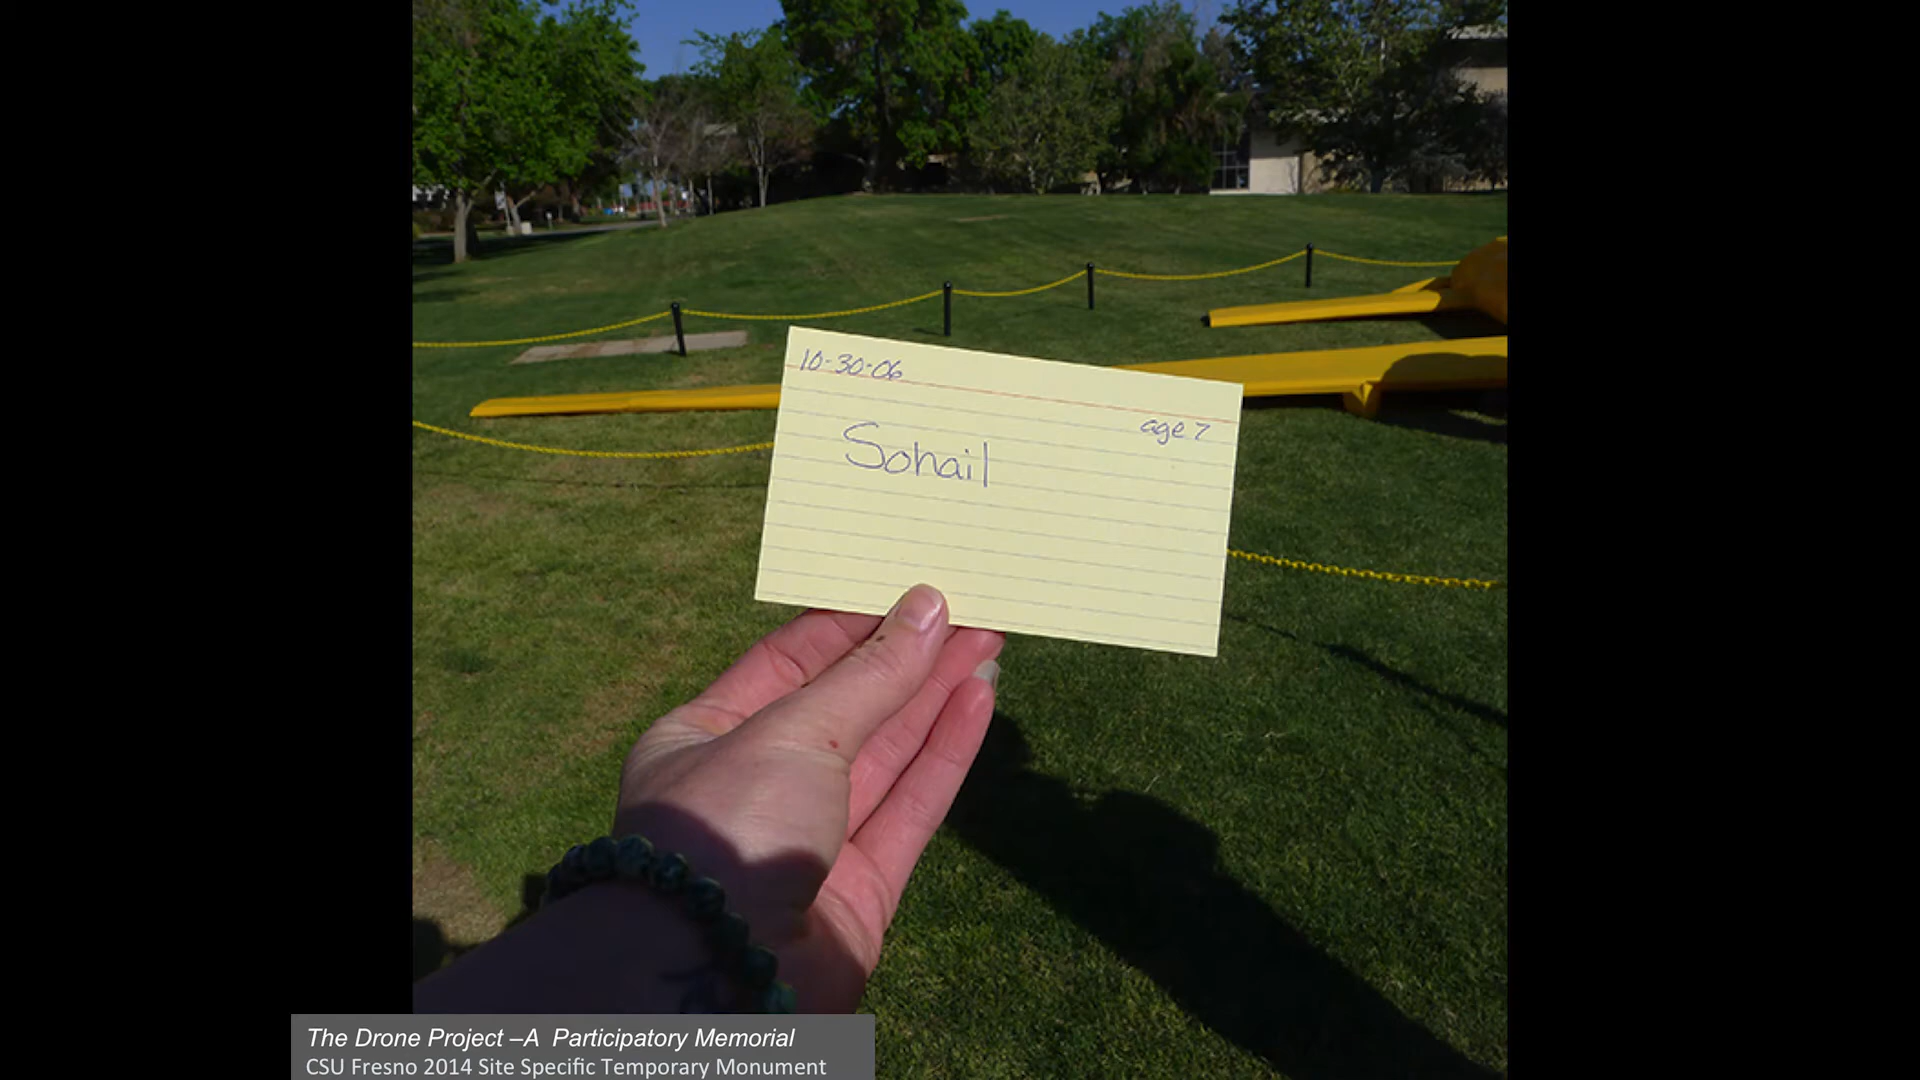 10-30-06
age 7
Sohail
The Drone Project –A Participatory Memorial
CSU Fresno 2014 Site Specific Temporary Monument